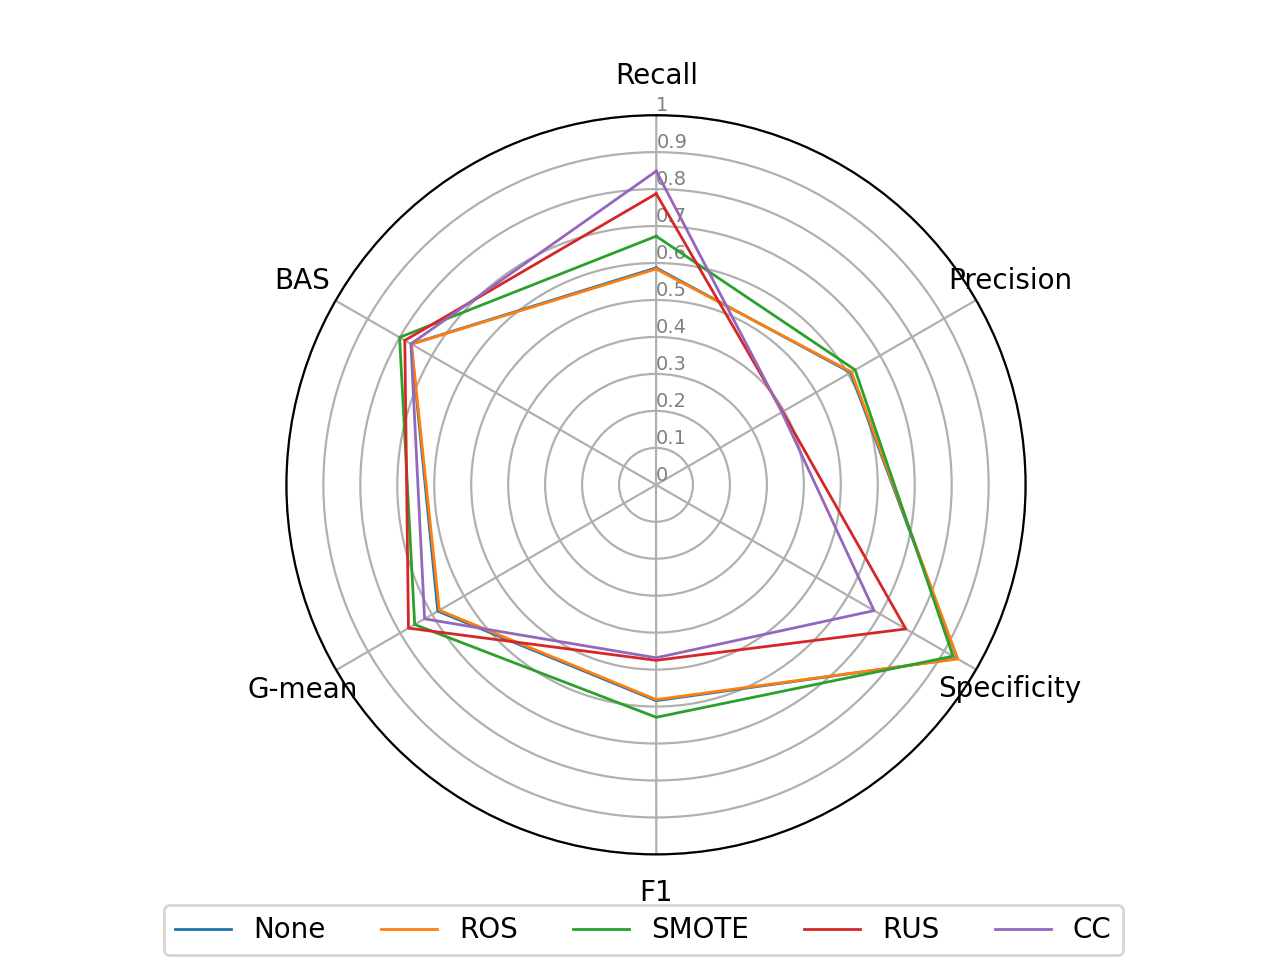 Recall
1
0.9
0.8
0.7
0.6
0.5
0.4
0.3
0.2
0.1
0
BAS
Precision
G-mean
Specificity
F1
None ROS SMOTE RUS CC